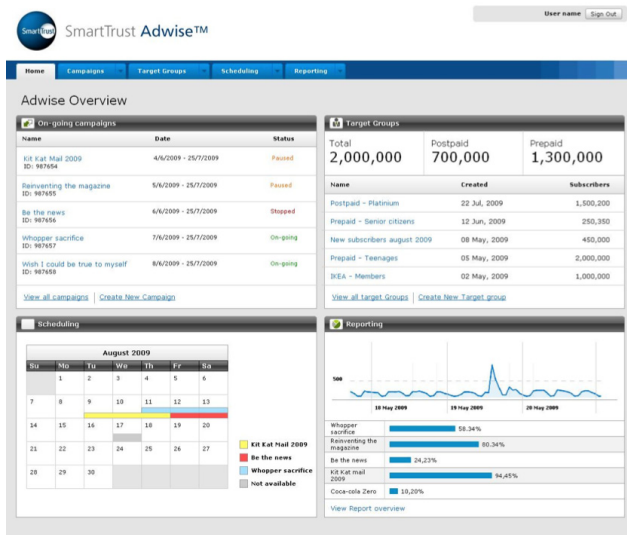 User name Sign Out
SmartTrust
SmartTrust Adwise™
Home Campaigns Target Groups Scheduling Reporting
Adwise Overview
On-going campaigns
Name Date Status
Kit Kat Mail 2009 4/6/2009 - 25/7/2009 Paused
ID: 987654
Reinventing the magazine 5/6/2009 - 25/7/2009 Paused
ID: 987655
Be the news 6/6/2009 - 25/7/2009 Stopped
ID: 987656
Whopper sacrifice 7/6/2009 - 25/7/2009 On-going
ID: 987657
Wish I could be true to myself 8/6/2009 - 25/7/2009 On-going
ID: 987658
View all campaigns Create New Campaign
Target Groups
Total Postpaid Prepaid
2,000,000 700,000 1,300,000
Name Created Subscribers
Postpaid - Platinium 22 Jul, 2009 1,500,200
Prepaid - Senior citizens 12 Jun, 2009 250,350
New subscribers august 2009 08 May, 2009 450,000
Prepaid - Teenages 05 May, 2009 2,000,000
IKEA - Members 02 May, 2009 1,000,000
View all target Groups Create New Target group
Scheduling
August 2009
Su Mo Tu We Th Fr Sa
1 2 3 4 5 6
7 8 9 10 11 12 13
14 15 16 17 18 19 20
21 22 23 24 25 26 27
28 29 30
Kit Kat Mail 2009
Be the news
Whopper sacrifice
Not available
Reporting
500
18 May 2009 19 May 2009 20 May 2009
Whopper
sacrifice 58.34%
Reinventing the
magazine 80.34%
Be the news 24,23%
Kit Kat mail
2009 94,45%
Coca-cola Zero 10,20%
View Report overview